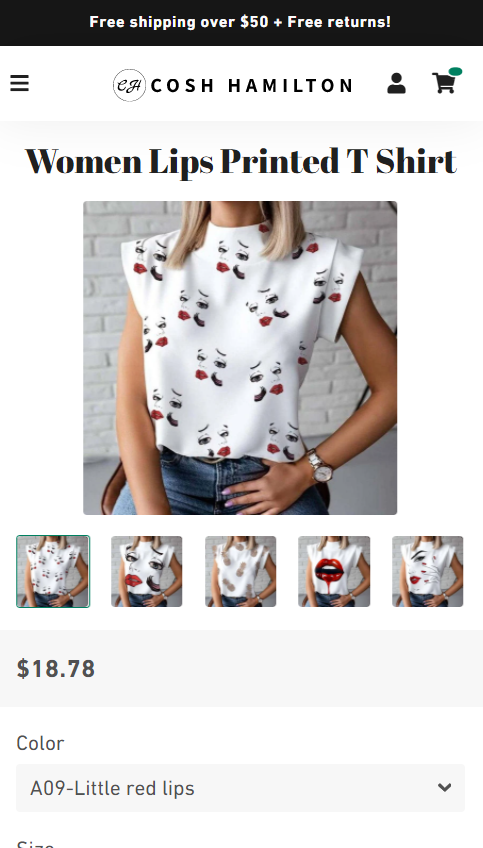 Free shipping over $50 + Free returns!
CH COSH HAMILTON
Women Lips Printed T Shirt
$18.78
Color
A09-Little red lips
Size